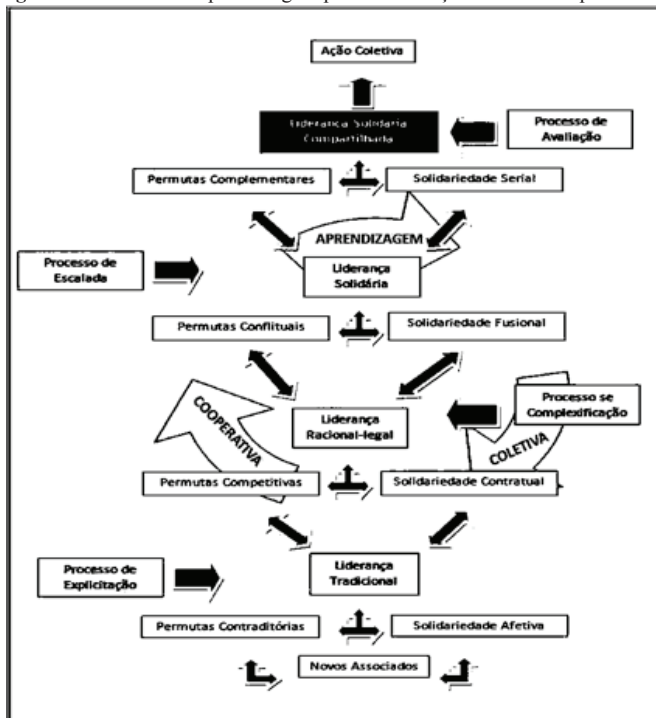 Ação Coletiva
Liderança Solidária
Compartilhada
Processo de
Avaliação
Permutas Complementares
Solidariedade Serial
APRENDIZAGEM
Liderança
Solidária
Processo de
Escalada
Permutas Conflituais
Solidariedade Fusional
COOPERATIVA
Liderança
Racional-legal
Processo se
Complexificação
COLETIVA
Permutas Competitivas
Solidariedade Contratual
Processo de
Explicitação
Liderança
Tradicional
Permutas Contraditórias
Solidariedade Afetiva
Novos Associados